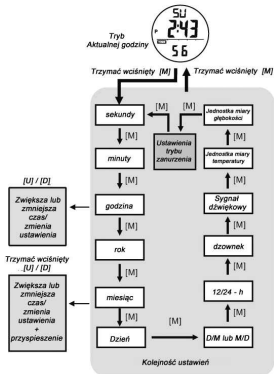 SU
P 2:43
56
Tryb
Aktualnej godziny
Trzymać wciśnięty [M]
Trzymać wciśnięty [M]
sekundy
[M]
minuty
[M]
godzina
[M]
rok
[M]
miesiąc
[M]
Dzień
[M]
D/M lub M/D
[M]
12/24 - h
[M]
dzownek
[M]
Sygnał
dźwiękowy
[M]
Jednostka miary
temperatury
[M]
Jednostka miary
głębokości
[M]
Ustawienia
trybu
zanurzenia
[M]
[U] / [D]
Zwiększa lub
zmniejsza
czas/
zmienia
ustawienia
Trzymać wciśnięty
...[U] / [D]
Zwiększa lub
zmniejsza
czas/
zmienia
ustawienia
+
przyspieszenie
Kolejność ustawień